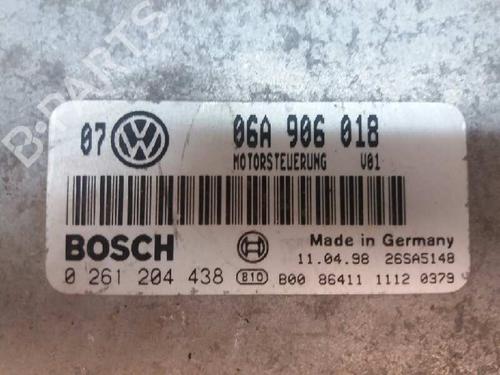 B-PARTS
07 VW 06A 906 018
MOTORSTEUERUNG V01
BOSCH
Made in Germany
11.04.98 26SA5148
0 261 204 438 B10 B00 86411 1112 0379